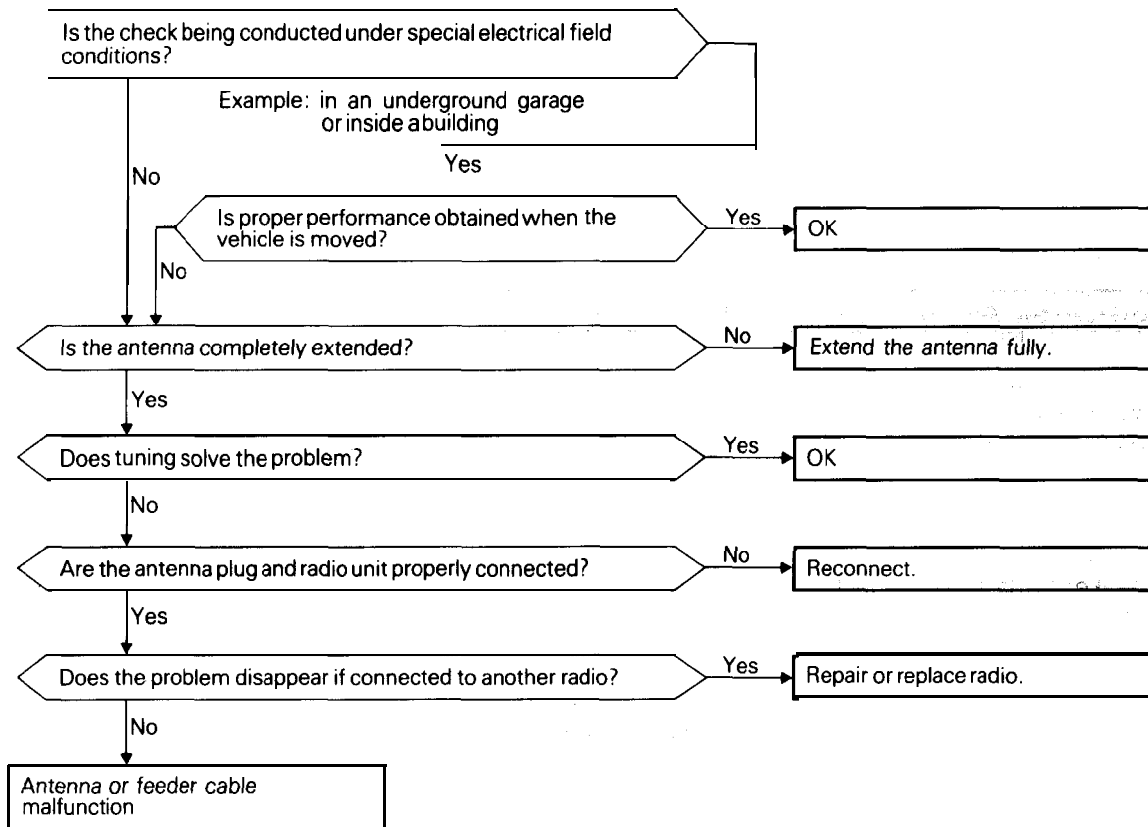 Is the check being conducted under special electrical field
conditions?
Example: in an underground garage
or inside abuilding
Yes
No
Is proper performance obtained when the
vehicle is moved?
Yes
OK
No
Is the antenna completely extended?
No
Extend the antenna fully.
Yes
Does tuning solve the problem?
Yes
OK
No
Are the antenna plug and radio unit properly connected?
No
Reconnect.
Yes
Does the problem disappear if connected to another radio?
Yes
Repair or replace radio.
No
Antenna or feeder cable
malfunction